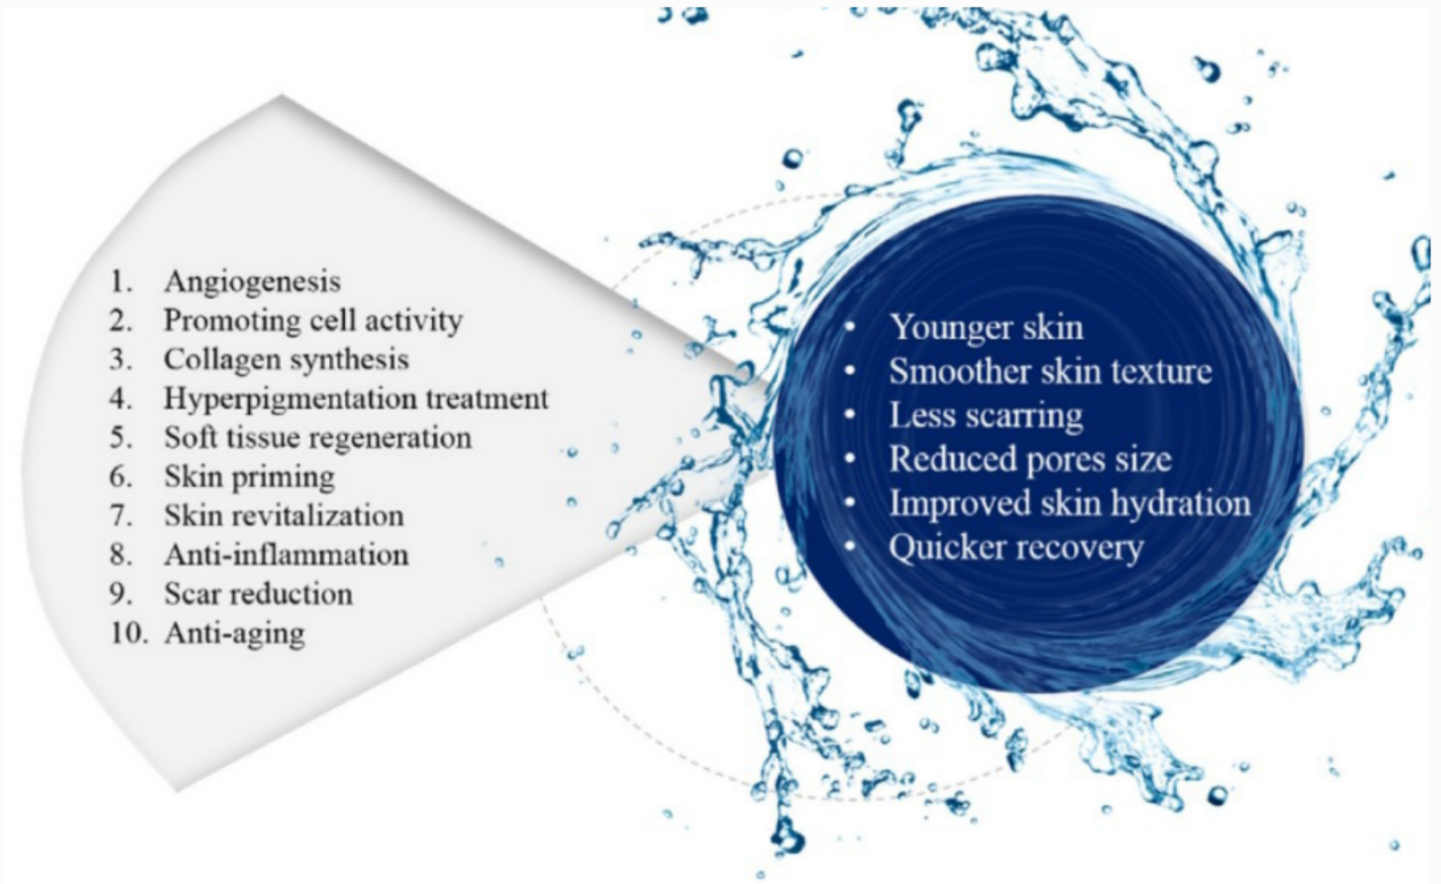 1. Angiogenesis
2. Promoting cell activity
3. Collagen synthesis
4. Hyperpigmentation treatment
5. Soft tissue regeneration
6. Skin priming
7. Skin revitalization
8. Anti-inflammation
9. Scar reduction
10. Anti-aging
• Younger skin
• Smoother skin texture
• Less scarring
• Reduced pores size
• Improved skin hydration
• Quicker recovery